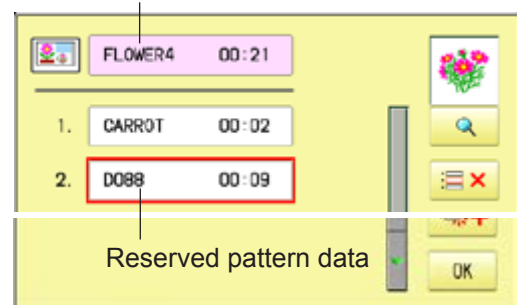 FLOWER4 00:21
1. CARROT 00:02
2. D088 00:09
Reserved pattern data
OK